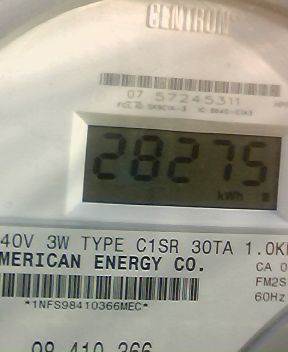 CENTRON
07 57245311
28275
kWh
40V 3W TYPE C1SR 30TA 1.0K
MERICAN ENERGY CO.
CA 0
FM2S
60Hz
*1NFS98410366MEC*
98 410 366